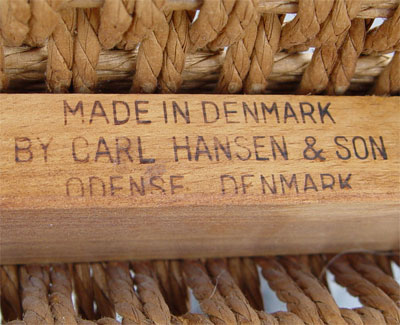 MADE IN DENMARK
BY CARL HANSEN & SON
ODENSE DENMARK